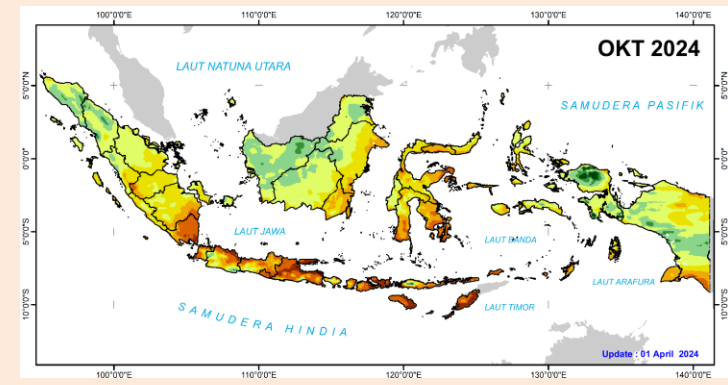 100°0'0"E 110°0'0"E 120°0'0"E 130°0'0"E 140°0'0"E
OKT 2024
LAUT NATUNA UTARA
5°0'0"N 5°0'0"N
SAMUDERA PASIFIK
0°0'0" 0°0'0"
LAUT JAWA
LAUT BANDA
5°0'0"S 5°0'0"S
LAUT ARAFURA
SAMUDERA HINDIA
LAUT TIMOR
10°0'0"S 10°0'0"S
Update : 01 April 2024
100°0'0"E 110°0'0"E 120°0'0"E 130°0'0"E 140°0'0"E